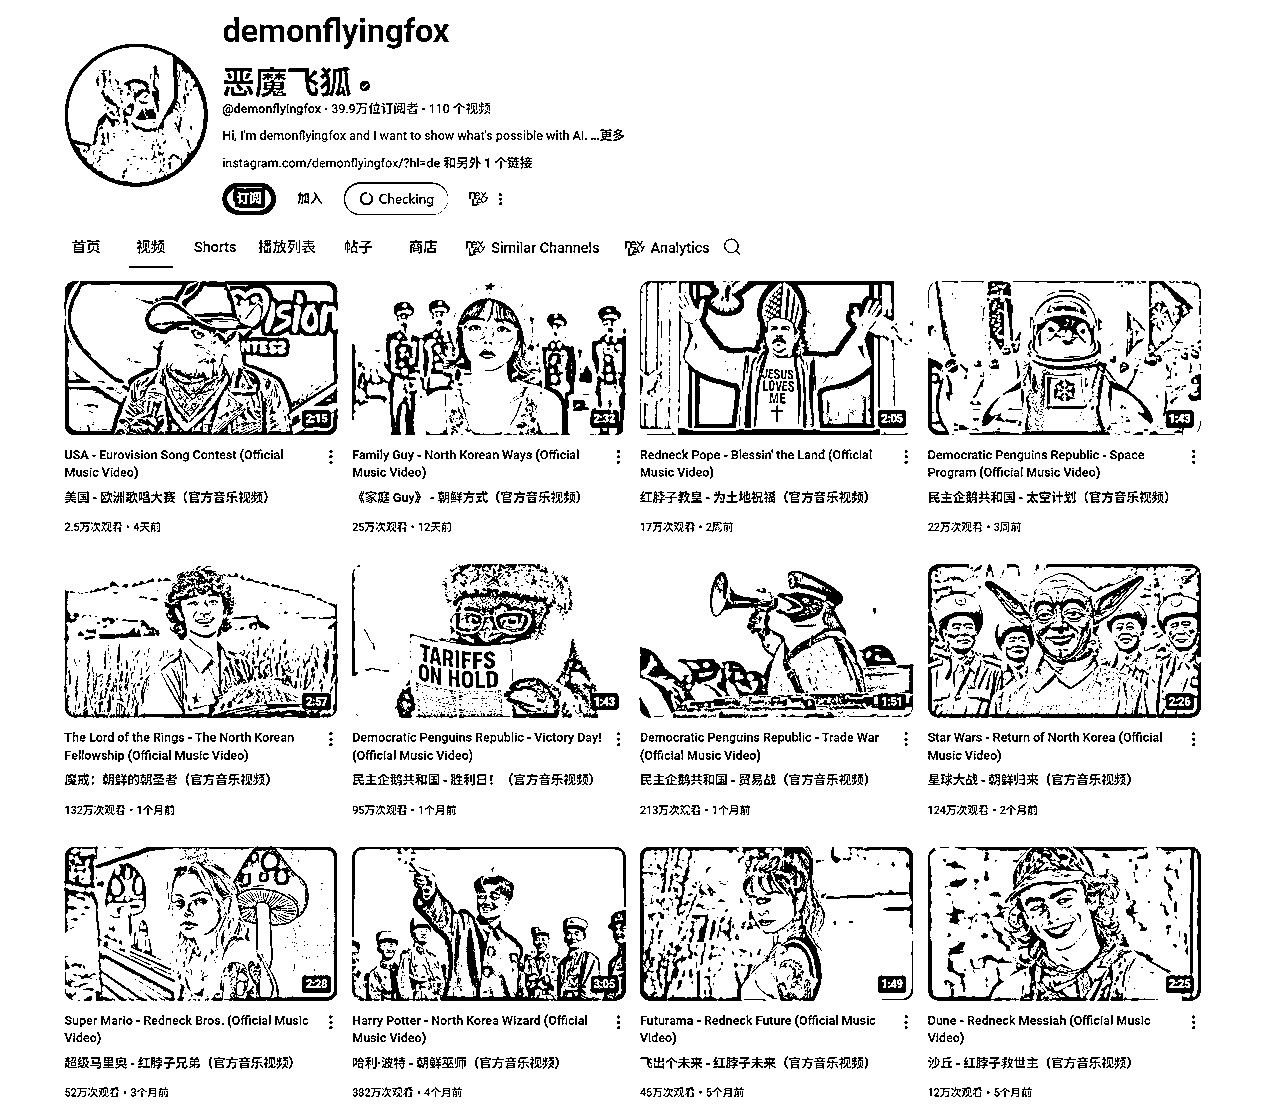 demonflyingfox
恶魔飞狐
@demonflyingfox · 39.9万位订阅者 · 110 个视频
Hi, I'm demonflyingfox and I want to show what's possible with AI. ...更多
instagram.com/demonflyingfox/?hl=de 和另外 1 个链接
订阅 加入 Checking
首页 视频 Shorts 播放列表 帖子 商店 Similar Channels Analytics
2:15 2:32 JESUS LOVES ME 2:05 1:43
USA - Eurovision Song Contest (Official Music Video)
美国 - 欧洲歌唱大赛（官方音乐视频）
2.5万次观看 · 4天前
Family Guy - North Korean Ways (Official Music Video)
《家庭 Guy》 - 朝鲜方式（官方音乐视频）
25万次观看 · 12天前
Redneck Pope - Blessin' the Land (Official Music Video)
红脖子教皇 - 为土地祝福（官方音乐视频）
17万次观看 · 2周前
Democratic Penguins Republic - Space Program (Official Music Video)
民主企鹅共和国 - 太空计划（官方音乐视频）
22万次观看 · 3周前
2:57 TARIFFS ON HOLD 1:43 1:51 2:26
The Lord of the Rings - The North Korean Fellowship (Official Music Video)
魔戒：朝鲜的朝圣者（官方音乐视频）
132万次观看 · 1个月前
Democratic Penguins Republic - Victory Day! (Official Music Video)
民主企鹅共和国 - 胜利日！（官方音乐视频）
95万次观看 · 1个月前
Democratic Penguins Republic - Trade War (Official Music Video)
民主企鹅共和国 - 贸易战（官方音乐视频）
213万次观看 · 1个月前
Star Wars - Return of North Korea (Official Music Video)
星球大战 - 朝鲜归来（官方音乐视频）
124万次观看 · 2个月前
2:28 3:05 1:49 2:25
Super Mario - Redneck Bros. (Official Music Video)
超级马里奥 - 红脖子兄弟（官方音乐视频）
52万次观看 · 3个月前
Harry Potter - North Korea Wizard (Official Music Video)
哈利·波特 - 朝鲜巫师（官方音乐视频）
382万次观看 · 4个月前
Futurama - Redneck Future (Official Music Video)
飞出个未来 - 红脖子未来（官方音乐视频）
46万次观看 · 5个月前
Dune - Redneck Messiah (Official Music Video)
沙丘 - 红脖子救世主（官方音乐视频）
12万次观看 · 5个月前